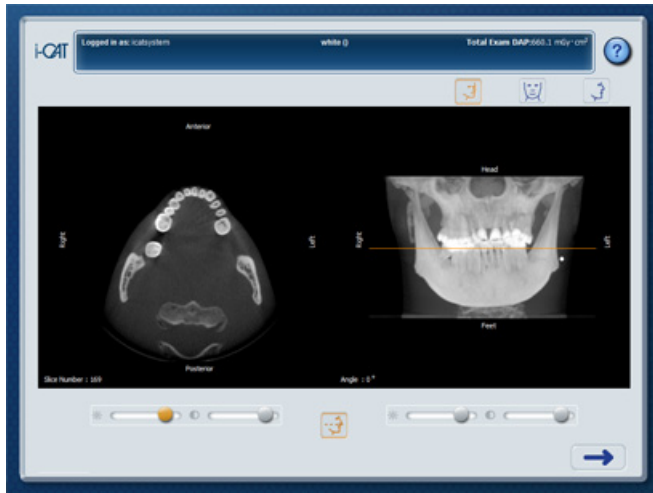 i-CAT
Logged in as: icatsystem
white ()
Total Exam DAP:660.1 mGy·cm²
?
Anterior
Right
Left
Posterior
Slice Number : 169
Head
Right
Left
Feet
Angle : 0 °